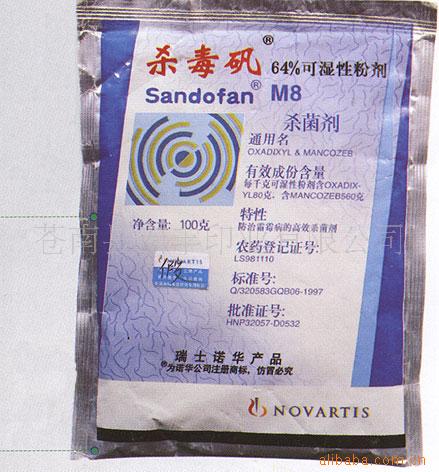 杀毒矾® 64%可湿性粉剂
Sandofan® M8
杀菌剂
通用名
OXADIXYL & MANCOZEB
有效成份含量
每千克可湿性粉剂含OXADIX-
YL80克，含MANCOZEB560克
特性
防治霜霉病的高效杀菌剂
净含量: 100克
农药登记证号:
LS981110
NOVARTIS
假
标准号:
Q/320583GQB06-1997
批准证号:
HNP32057-D0532
瑞士诺华产品
®为诺华公司注册商标，仿冒必究
NOVARTIS
alibaba.com.cn